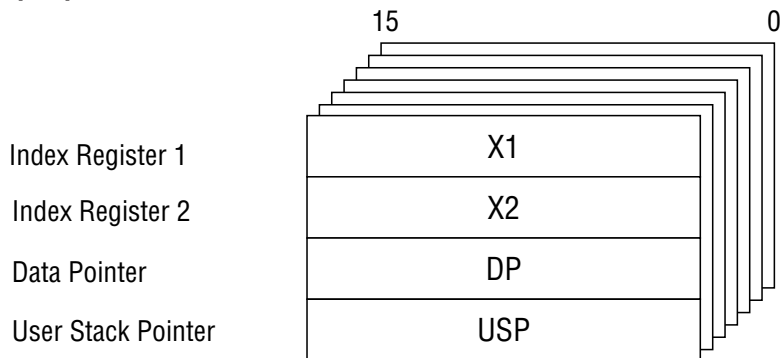 15 0
Index Register 1 X1
Index Register 2 X2
Data Pointer DP
User Stack Pointer USP